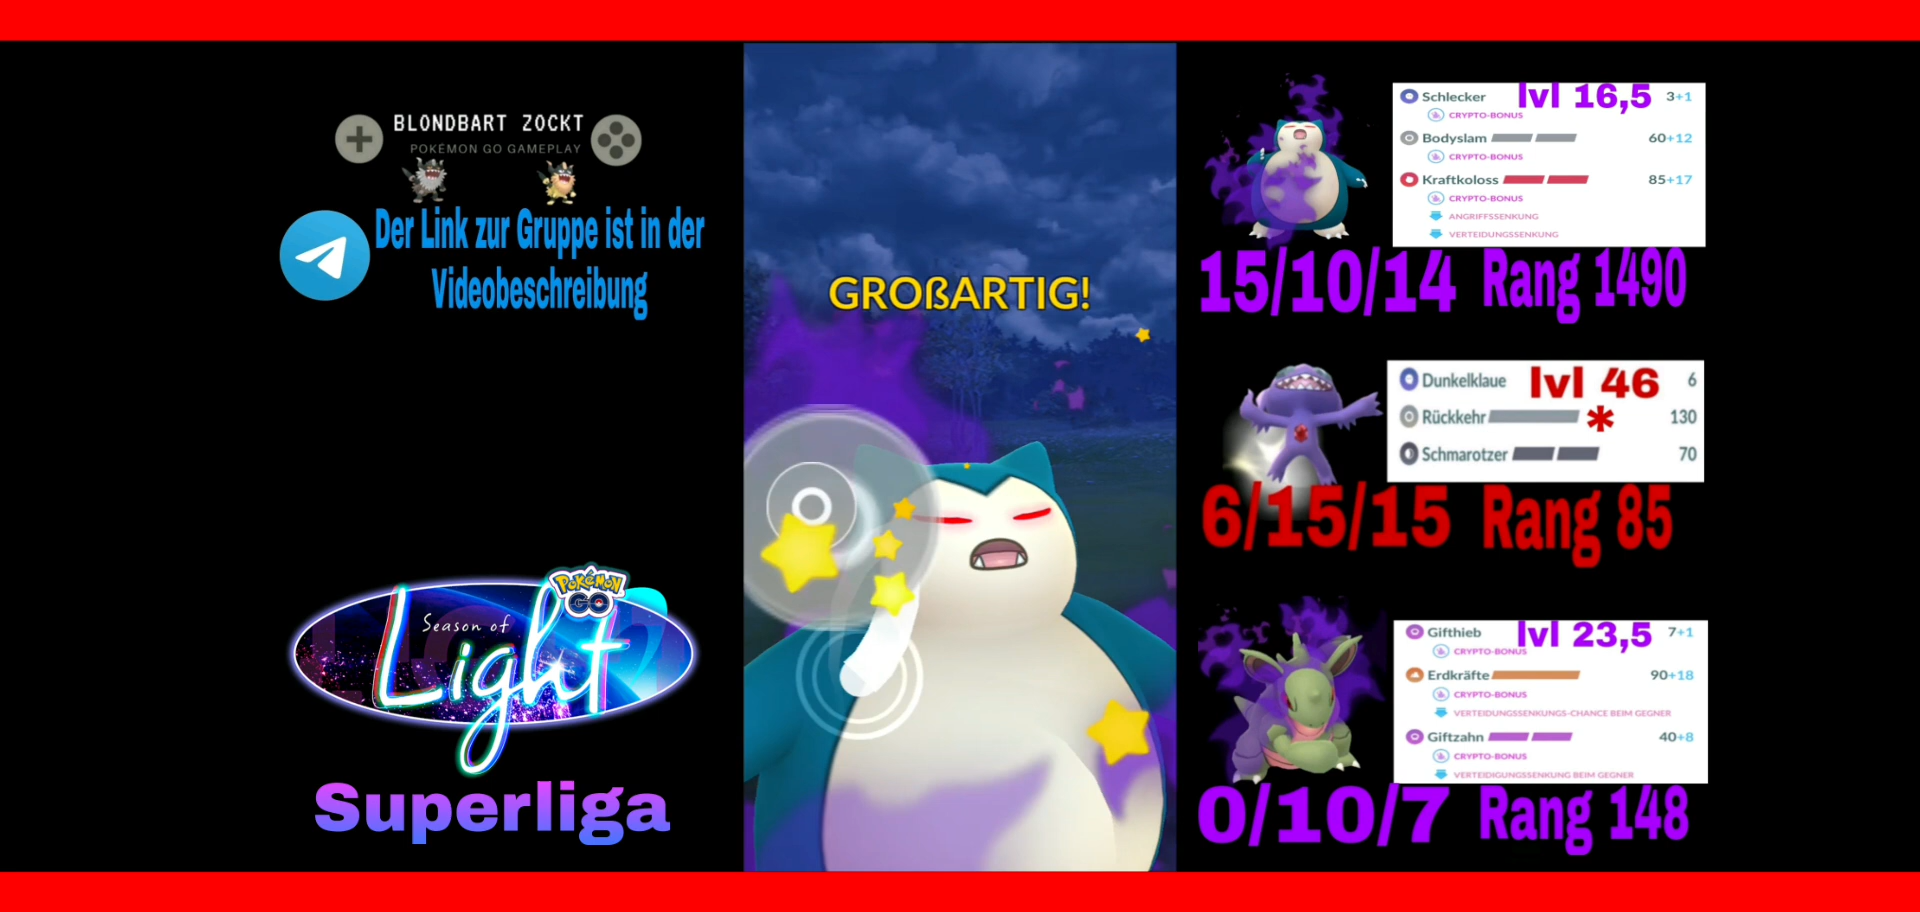 BLONDBART ZOCKT
POKÉMON GO GAMEPLAY
Der Link zur Gruppe ist in der
Videobeschreibung
POKÉMON
GO
Season of
Light
Superliga
GROßARTIG!
Schlecker lvl 16,5 3+1
CRYPTO-BONUS
Bodyslam 60+12
CRYPTO-BONUS
Kraftkoloss 85+17
CRYPTO-BONUS
ANGRIFFSSENKUNG
VERTEIDUNGSSENKUNG
15/10/14 Rang 1490
Dunkelklaue lvl 46 6
Rückkehr * 130
Schmarotzer 70
6/15/15 Rang 85
Gifthieb lvl 23,5 7+1
CRYPTO-BONUS
Erdkräfte 90+18
CRYPTO-BONUS
VERTEIDUNGSSENKUNGS-CHANCE BEIM GEGNER
Giftzahn 40+8
CRYPTO-BONUS
VERTEIDIGUNGSSENKUNG BEIM GEGNER
0/10/7 Rang 148